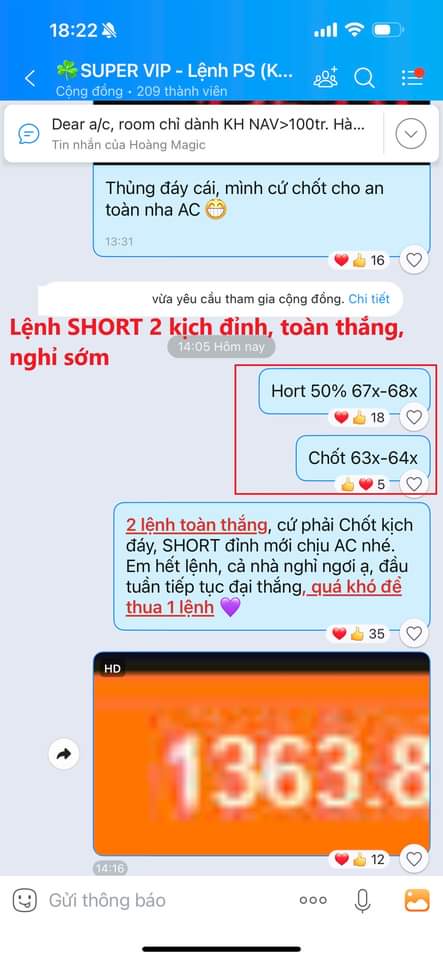 18:22
SUPER VIP - Lệnh PS (K...
Cộng đồng • 209 thành viên
Dear a/c, room chỉ dành KH NAV>100tr. Hà...
Tin nhắn của Hoàng Magic
Thủng đáy cái, mình cứ chốt cho an
toàn nha AC 😁
13:31
16
vừa yêu cầu tham gia cộng đồng. Chi tiết
Lệnh SHORT 2 kịch đỉnh, toàn thắng,
nghỉ sớm
14:05 Hôm nay
Hort 50% 67x-68x
18
Chốt 63x-64x
5
2 lệnh toàn thắng, cứ phải Chốt kịch
đáy, SHORT đỉnh mới chịu AC nhé.
Em hết lệnh, cả nhà nghỉ ngơi ạ, đầu
tuần tiếp tục đại thắng, quá khó để
thua 1 lệnh 💜
35
HD
1363.8
12
14:16
Gửi thông báo